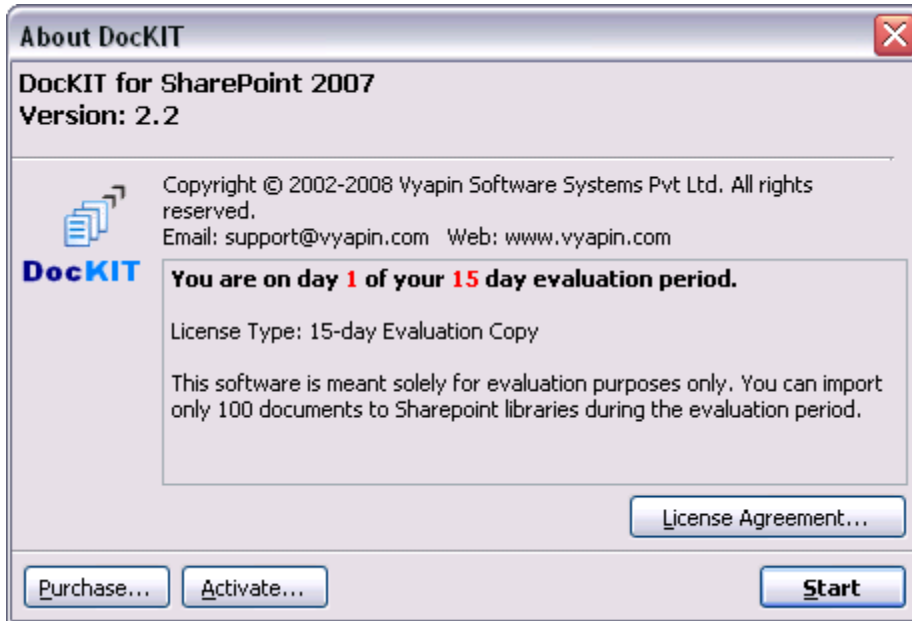 About DocKIT
DocKIT for SharePoint 2007
Version: 2.2
Copyright © 2002-2008 Vyapin Software Systems Pvt Ltd. All rights
reserved.
Email: support@vyapin.com Web: www.vyapin.com
DocKIT
You are on day 1 of your 15 day evaluation period.
License Type: 15-day Evaluation Copy
This software is meant solely for evaluation purposes only. You can import
only 100 documents to Sharepoint libraries during the evaluation period.
License Agreement...
Purchase...
Activate...
Start